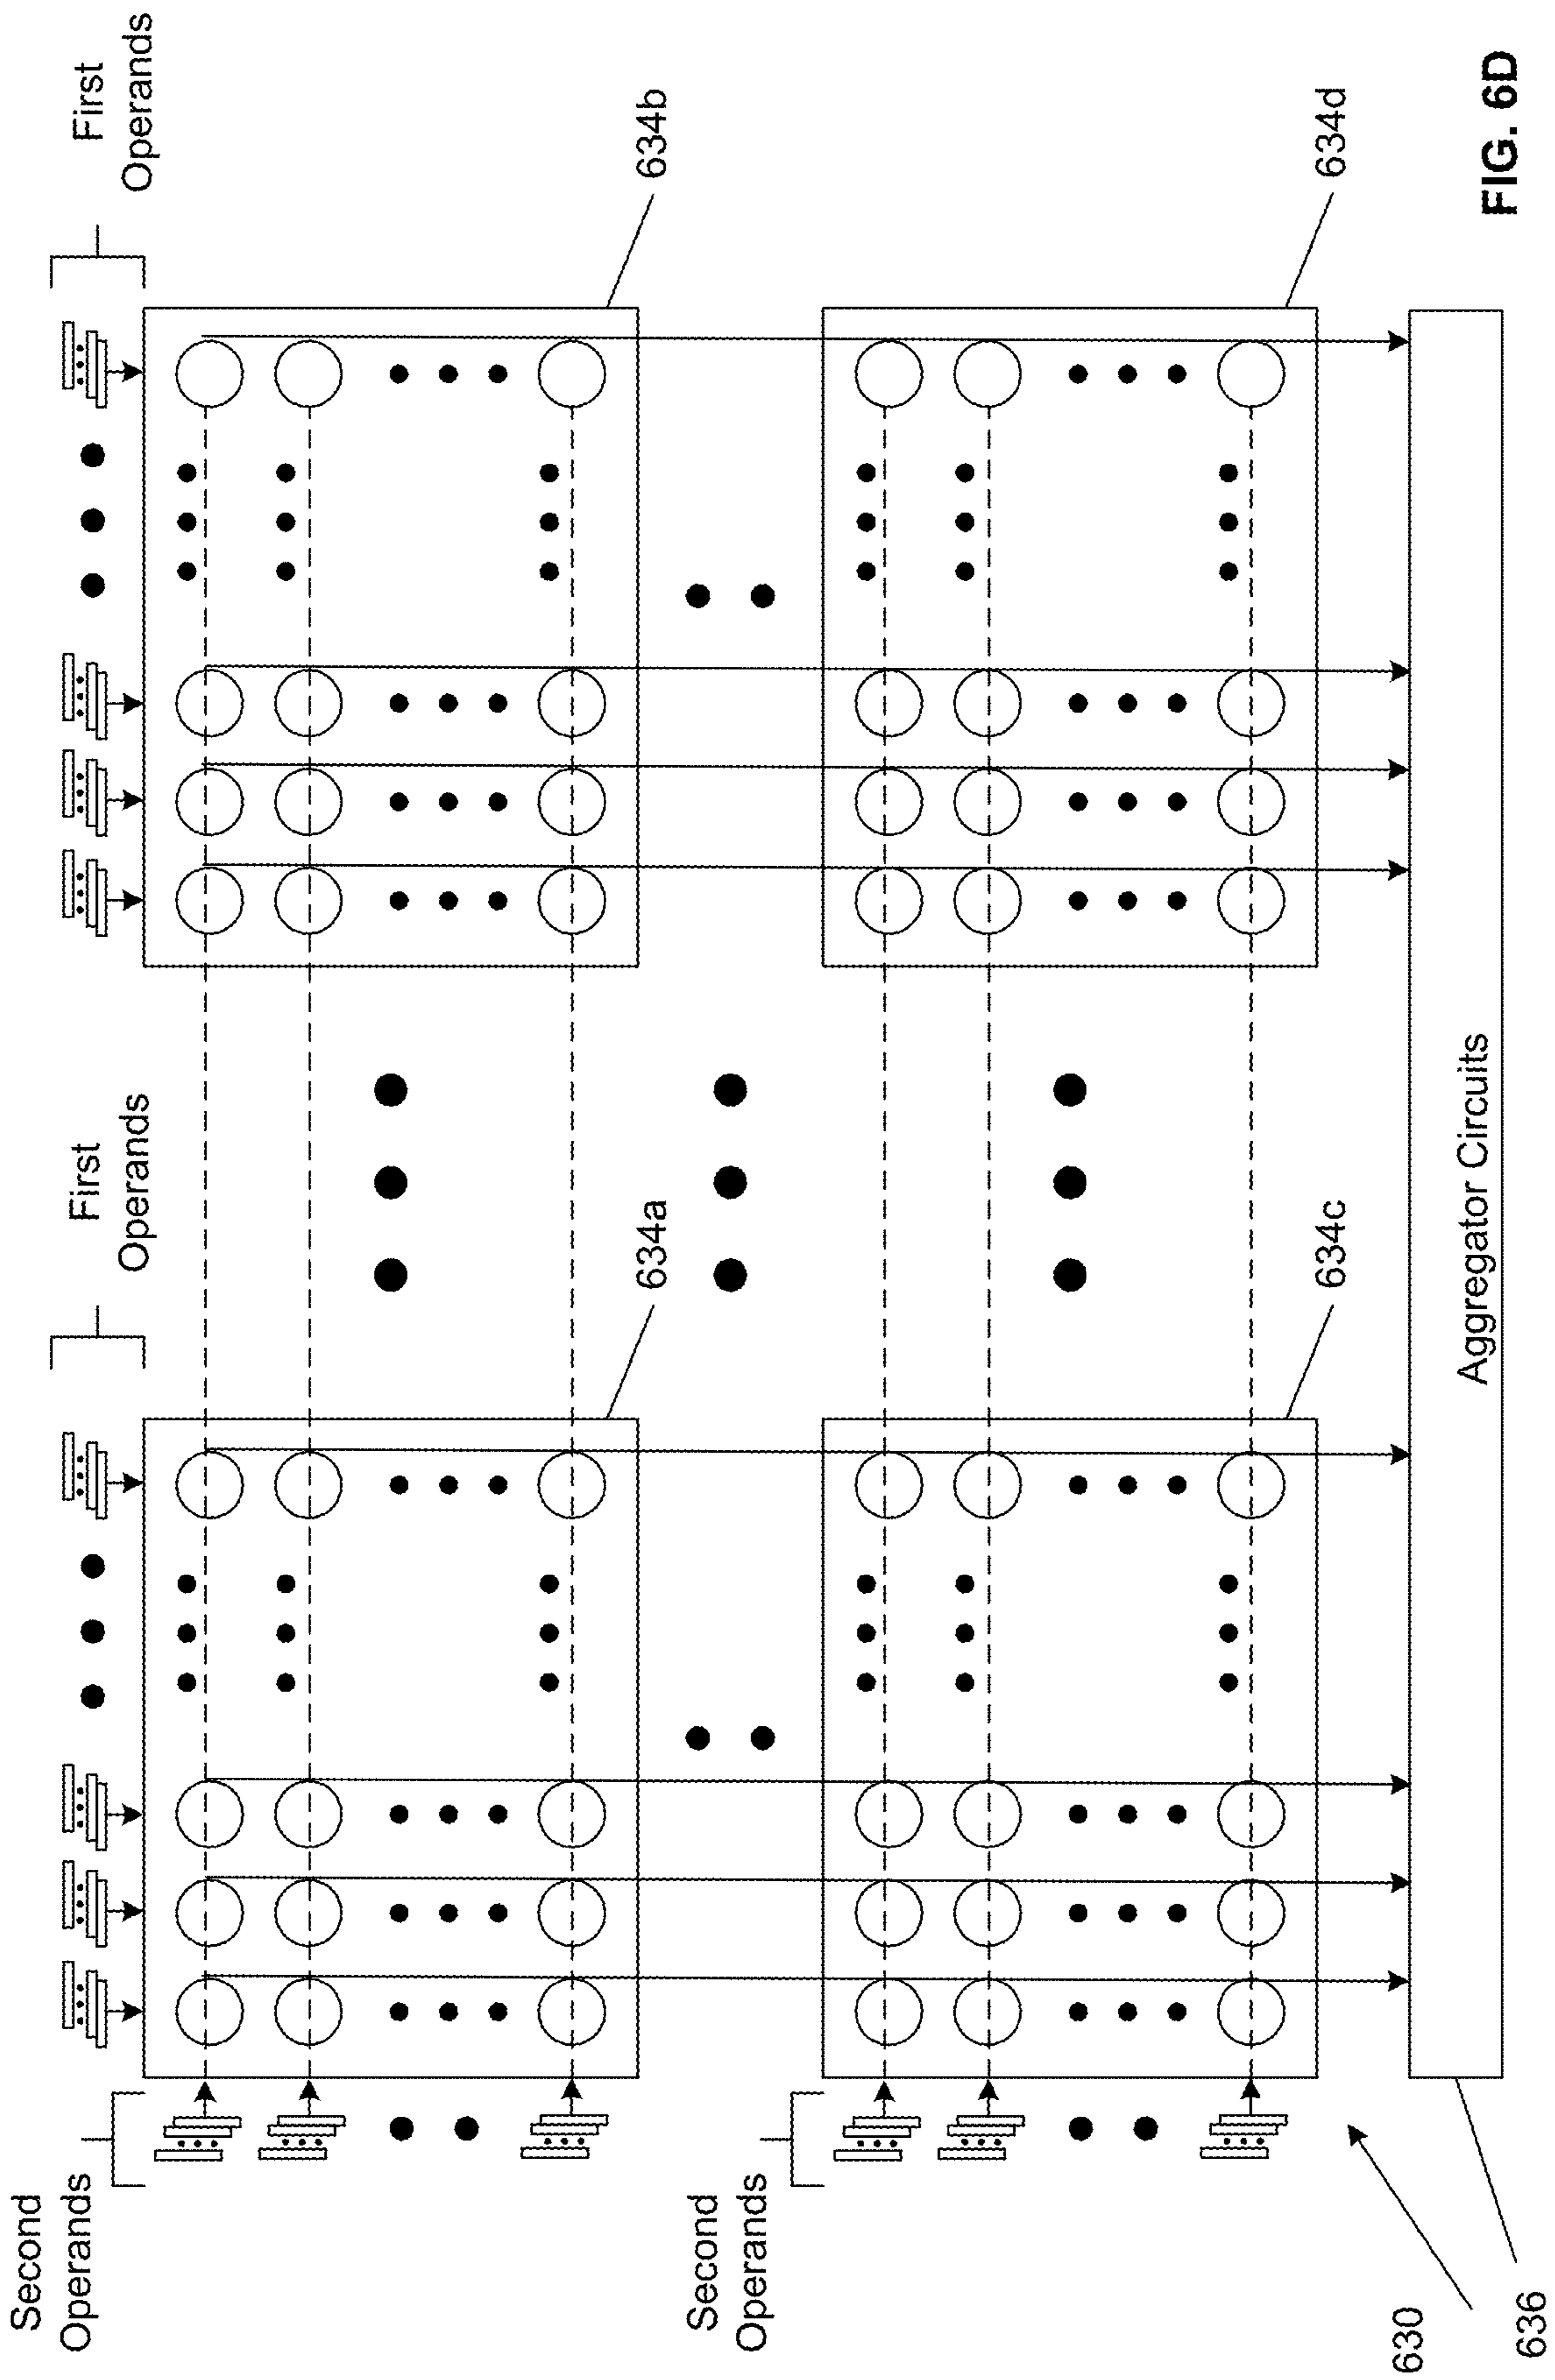 Second
Operands
First
Operands
First
Operands
634a
634b
Second
Operands
634c
634d
Aggregator Circuits
630
636
FIG. 6D